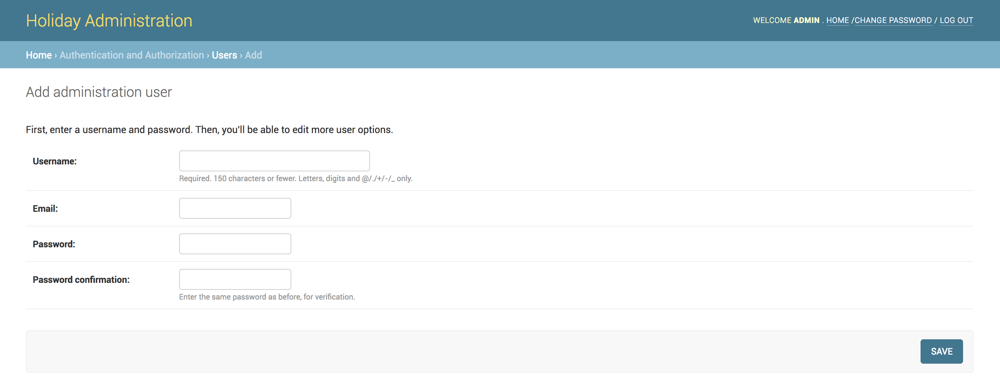 Holiday Administration
WELCOME ADMIN . HOME /CHANGE PASSWORD / LOG OUT
Home › Authentication and Authorization › Users › Add
Add administration user
First, enter a username and password. Then, you'll be able to edit more user options.
Username:
Required. 150 characters or fewer. Letters, digits and @/./+/-/_ only.
Email:
Password:
Password confirmation:
Enter the same password as before, for verification.
SAVE